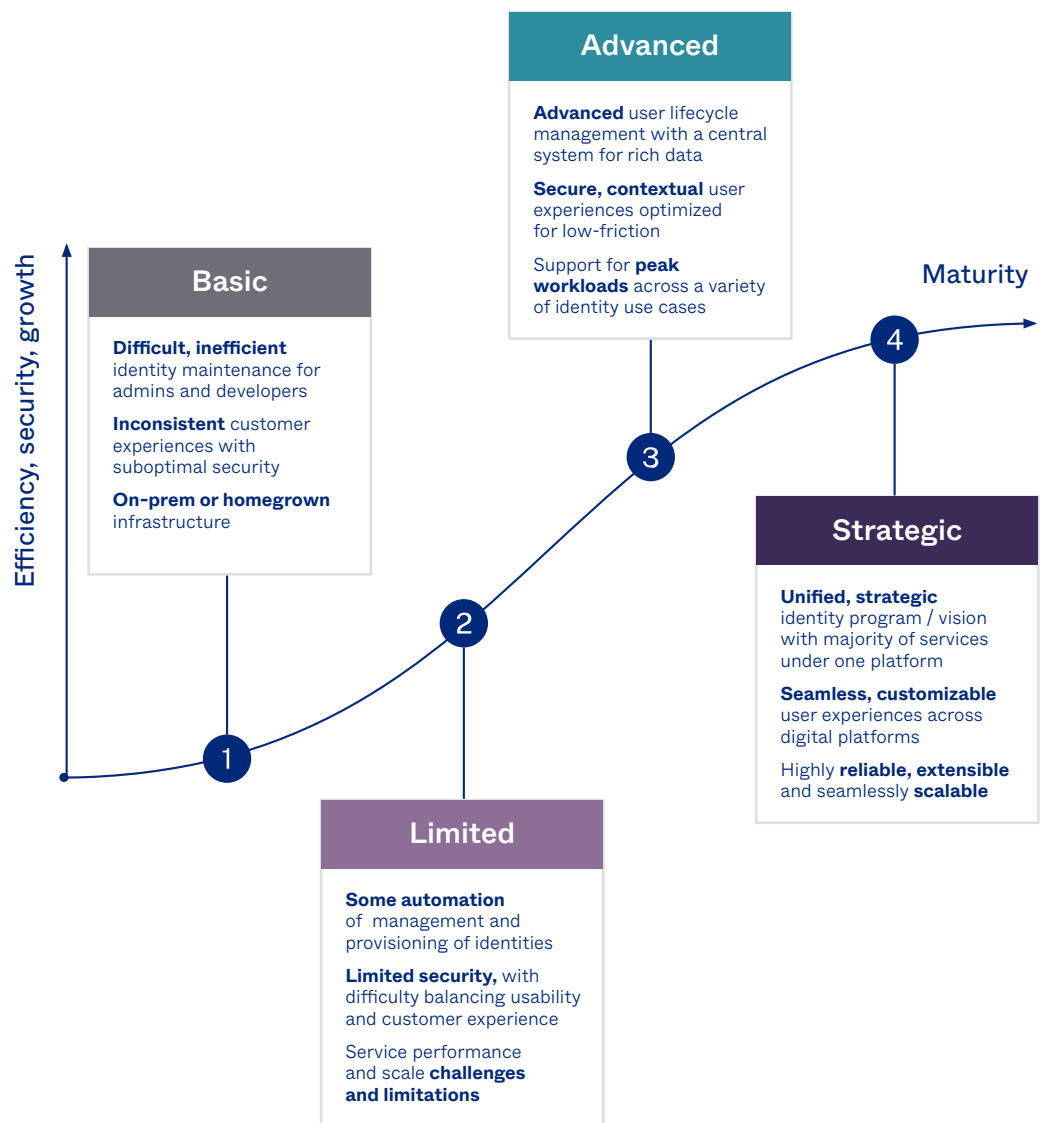 Advanced
Advanced user lifecycle
management with a central
system for rich data
Secure, contextual user
experiences optimized
for low-friction
Support for peak
workloads across a variety
of identity use cases
Efficiency, security, growth
Basic
Difficult, inefficient
identity maintenance for
admins and developers
Inconsistent customer
experiences with
suboptimal security
On-prem or homegrown
infrastructure
Maturity
4
3
2
1
Strategic
Unified, strategic
identity program / vision
with majority of services
under one platform
Seamless, customizable
user experiences across
digital platforms
Highly reliable, extensible
and seamlessly scalable
Limited
Some automation
of  management and
provisioning of identities
Limited security, with
difficulty balancing usability
and customer experience
Service performance
and scale challenges
and limitations